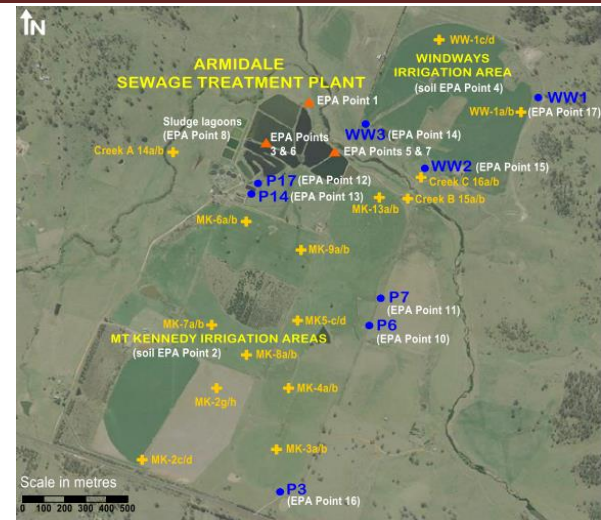 N
ARMIDALE
SEWAGE TREATMENT PLANT
WW-1c/d
WINDWAYS
IRRIGATION AREA
(soil EPA Point 4)
EPA Point 1
WW1
(EPA Point 17)
WW-1a/b
Sludge lagoons
(EPA Point 8)
WW3 (EPA Point 14)
EPA Points
3 & 6
EPA Points 5 & 7
Creek A 14a/b
WW2 (EPA Point 15)
Creek C 16a/b
P17 (EPA Point 12)
P14 (EPA Point 13)
MK-13a/b
Creek B 15a/b
MK-6a/b
MK-9a/b
P7
(EPA Point 11)
MK-7a/b
MK5-c/d
P6
(EPA Point 10)
MT KENNEDY IRRIGATION AREAS
(soil EPA Point 2)
MK-8a/b
MK-2g/h
MK-4a/b
MK-3a/b
MK-2c/d
Scale in metres
0 100 200 300 400 500
P3
(EPA Point 16)